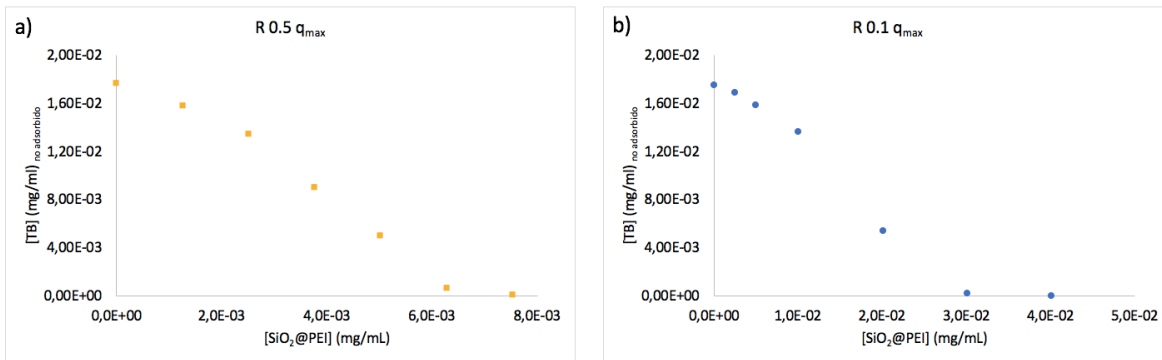 a)
R 0.5 qmax
2,00E-02
1,60E-02
1,20E-02
8,00E-03
4,00E-03
0,00E+00
[TB] (mg/ml) no adsorbido
0,0E+00 2,0E-03 4,0E-03 6,0E-03 8,0E-03
[SiO2@PEI] (mg/mL)
b)
R 0.1 qmax
2,00E-02
1,60E-02
1,20E-02
8,00E-03
4,00E-03
0,00E+00
[TB] (mg/ml) no adsorbido
0,0E+00 1,0E-02 2,0E-02 3,0E-02 4,0E-02 5,0E-02
[SiO2@PEI] (mg/mL)